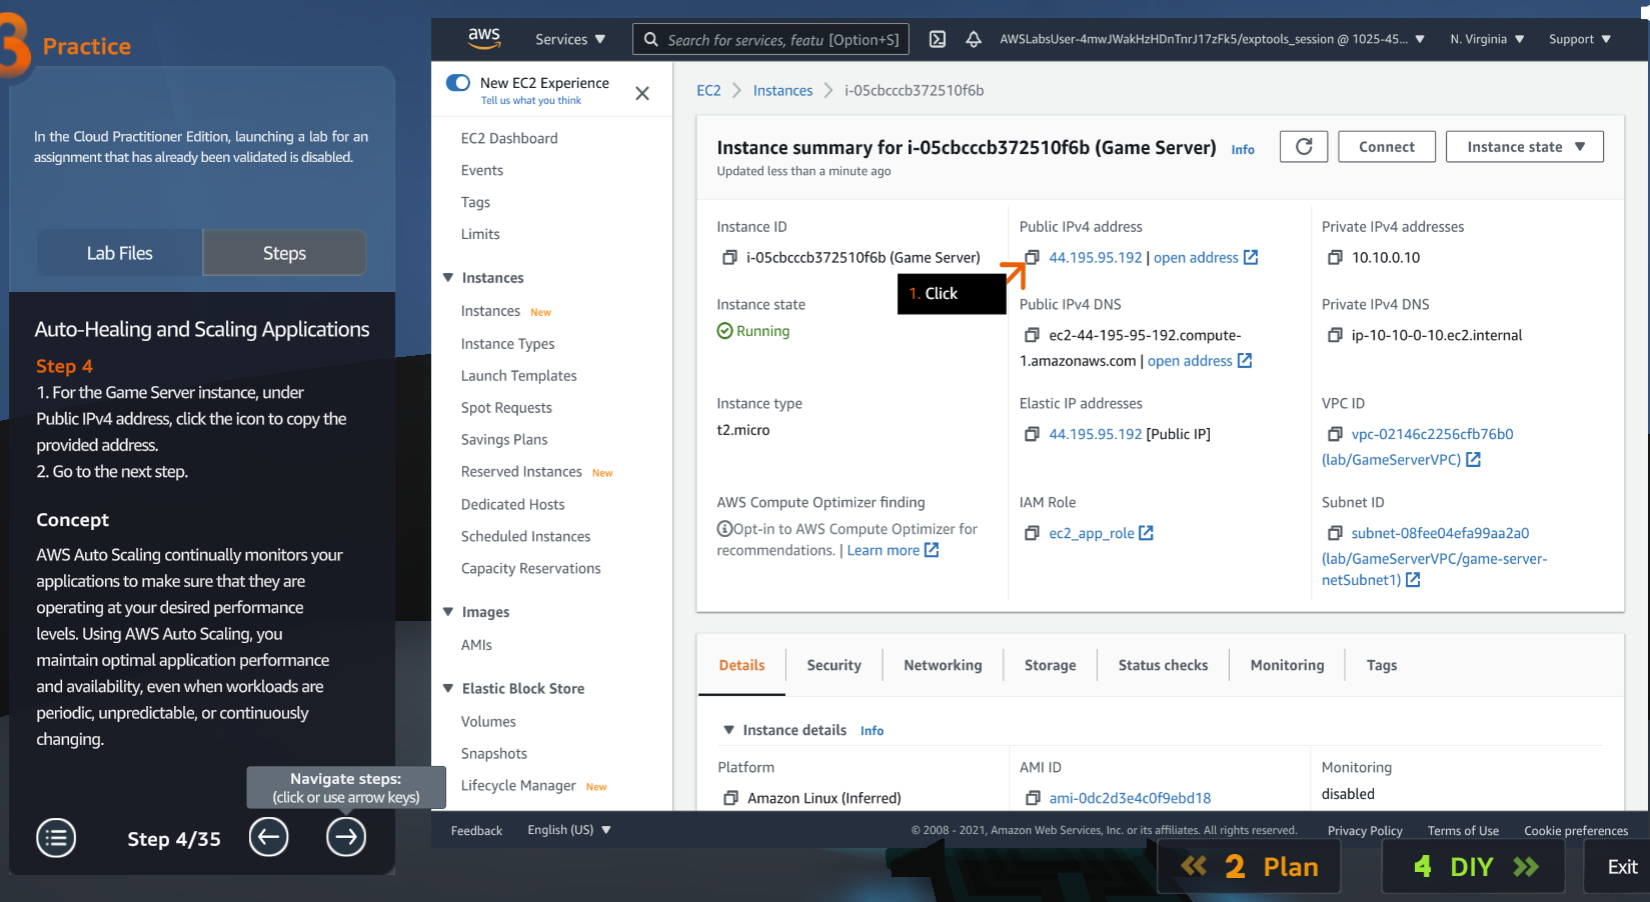 3 Practice
In the Cloud Practitioner Edition, launching a lab for an
assignment that has already been validated is disabled.
Lab Files
Steps
Auto-Healing and Scaling Applications
Step 4
1. For the Game Server instance, under
Public IPv4 address, click the icon to copy the
provided address.
2. Go to the next step.
Concept
AWS Auto Scaling continually monitors your
applications to make sure that they are
operating at your desired performance
levels. Using AWS Auto Scaling, you
maintain optimal application performance
and availability, even when workloads are
periodic, unpredictable, or continuously
changing.
Navigate steps:
(click or use arrow keys)
Step 4/35
aws
Services
Search for services, featu [Option+S]
AWSLabsUser-4mwJWakHzHDnTnrJ17zFk5/exptools_session @ 1025-45...
N. Virginia
Support
New EC2 Experience
Tell us what you think
EC2 Dashboard
Events
Tags
Limits
Instances
Instances New
Instance Types
Launch Templates
Spot Requests
Savings Plans
Reserved Instances New
Dedicated Hosts
Scheduled Instances
Capacity Reservations
Images
AMIs
Elastic Block Store
Volumes
Snapshots
Lifecycle Manager New
EC2 > Instances > i-05cbcccb372510f6b
Instance summary for i-05cbcccb372510f6b (Game Server) Info
Updated less than a minute ago
Connect
Instance state
Instance ID
i-05cbcccb372510f6b (Game Server)
Public IPv4 address
44.195.95.192 | open address
Private IPv4 addresses
10.10.0.10
1. Click
Instance state
Running
Public IPv4 DNS
ec2-44-195-95-192.compute-
1.amazonaws.com | open address
Private IPv4 DNS
ip-10-10-0-10.ec2.internal
Instance type
t2.micro
Elastic IP addresses
44.195.95.192 [Public IP]
VPC ID
vpc-02146c2256cfb76b0
(lab/GameServerVPC)
AWS Compute Optimizer finding
Opt-in to AWS Compute Optimizer for
recommendations. | Learn more
IAM Role
ec2_app_role
Subnet ID
subnet-08fee04efa99aa2a0
(lab/GameServerVPC/game-server-
netSubnet1)
Details
Security
Networking
Storage
Status checks
Monitoring
Tags
Instance details Info
Platform
Amazon Linux (Inferred)
AMI ID
ami-0dc2d3e4c0f9ebd18
Monitoring
disabled
Feedback
English (US)
© 2008 - 2021, Amazon Web Services, Inc. or its affiliates. All rights reserved.
Privacy Policy
Terms of Use
Cookie preferences
2 Plan
4 DIY
Exit